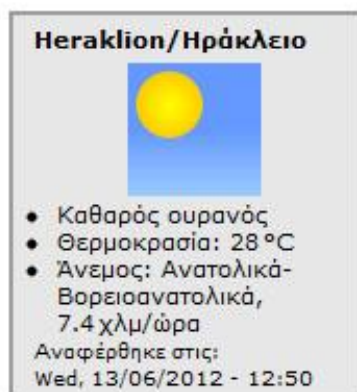 Heraklion/Ηράκλειο
• Καθαρός ουρανός
• Θερμοκρασία: 28 °C
• Άνεμος: Ανατολικά-
Βορειοανατολικά,
7.4 χλμ/ώρα
Αναφέρθηκε στις:
Wed, 13/06/2012 - 12:50